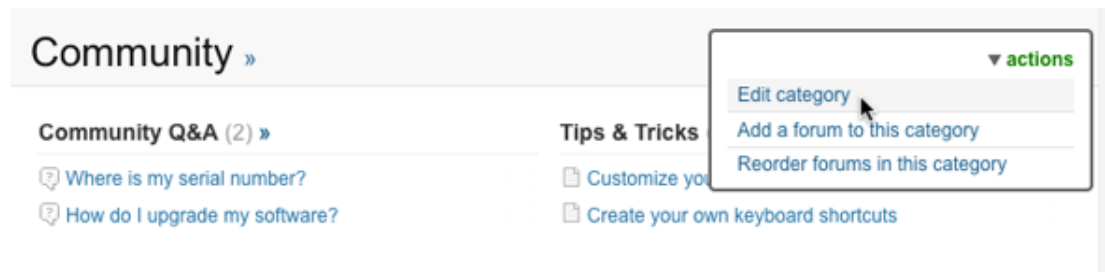 Community »
▼ actions
Edit category
Add a forum to this category
Reorder forums in this category
Community Q&A (2) »
Where is my serial number?
How do I upgrade my software?
Tips & Tricks
Customize
Create your own keyboard shortcuts